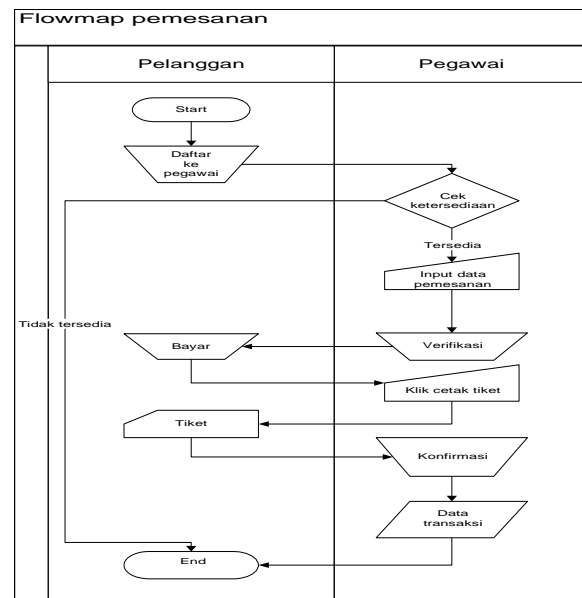 Flowmap pemesanan
Pelanggan
Pegawai
Start
Daftar
ke
pegawai
Cek
ketersediaan
Tersedia
Input data
pemesanan
Tidak tersedia
Bayar
Verifikasi
Klik cetak tiket
Tiket
Konfirmasi
Data
transaksi
End